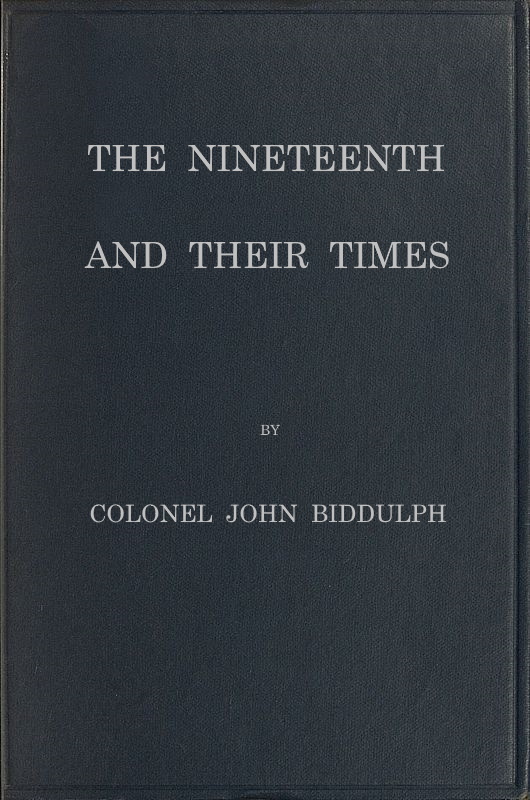 THE NINETEENTH
AND THEIR TIMES
BY
COLONEL JOHN BIDDULPH